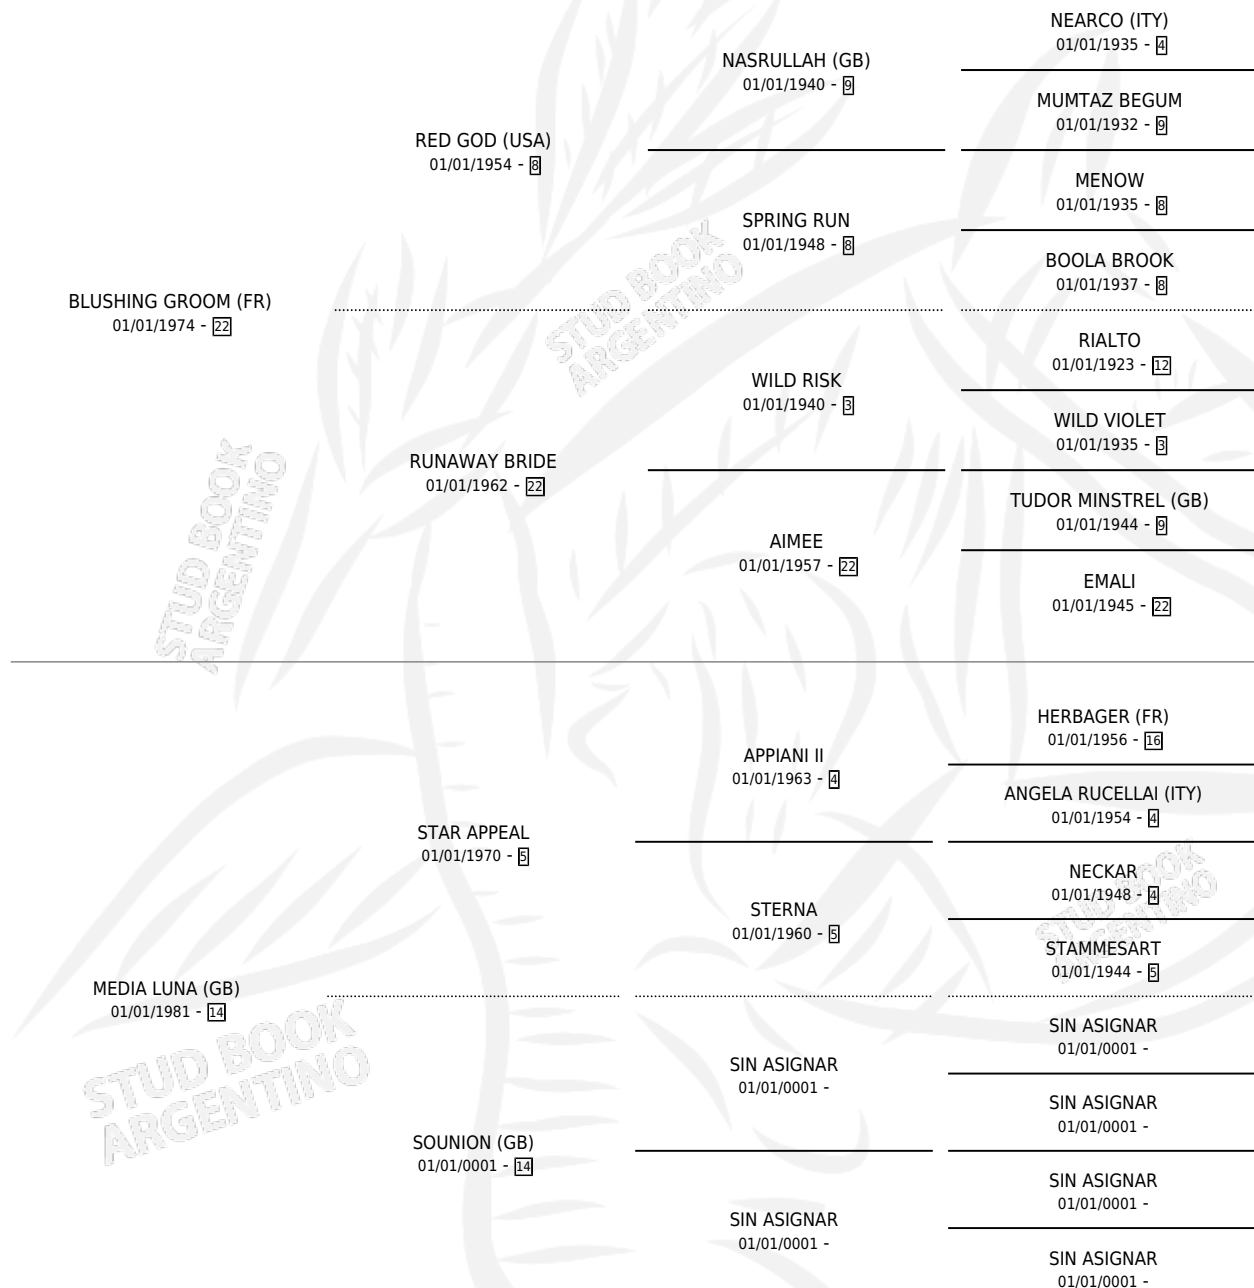 NEARCO (ITY)
01/01/1935 - 4
NASRULLAH (GB)
01/01/1940 - 9
MUMTAZ BEGUM
01/01/1932 - 9
RED GOD (USA)
01/01/1954 - 8
MENOW
01/01/1935 - 8
SPRING RUN
01/01/1948 - 8
BOOLA BROOK
01/01/1937 - 8
BLUSHING GROOM (FR)
01/01/1974 - 22
RIALTO
01/01/1923 - 12
WILD RISK
01/01/1940 - 3
WILD VIOLET
01/01/1935 - 3
RUNAWAY BRIDE
01/01/1962 - 22
TUDOR MINSTREL (GB)
01/01/1944 - 9
AIMEE
01/01/1957 - 22
EMALI
01/01/1945 - 22
HERBAGER (FR)
01/01/1956 - 16
APPIANI II
01/01/1963 - 4
ANGELA RUCELLAI (ITY)
01/01/1954 - 4
STAR APPEAL
01/01/1970 - 5
NECKAR
01/01/1948 - 4
STERNA
01/01/1960 - 5
STAMMESART
01/01/1944 - 5
MEDIA LUNA (GB)
01/01/1981 - 14
SIN ASIGNAR
01/01/0001 -
SIN ASIGNAR
01/01/0001 -
SIN ASIGNAR
01/01/0001 -
SOUNION (GB)
01/01/0001 - 14
SIN ASIGNAR
01/01/0001 -
SIN ASIGNAR
01/01/0001 -
SIN ASIGNAR
01/01/0001 -
STUD BOOK
ARGENTINO
STUD BOOK
ARGENTINO
STUD BOOK
ARGENTINO
STUD BOOK
ARGENTINO